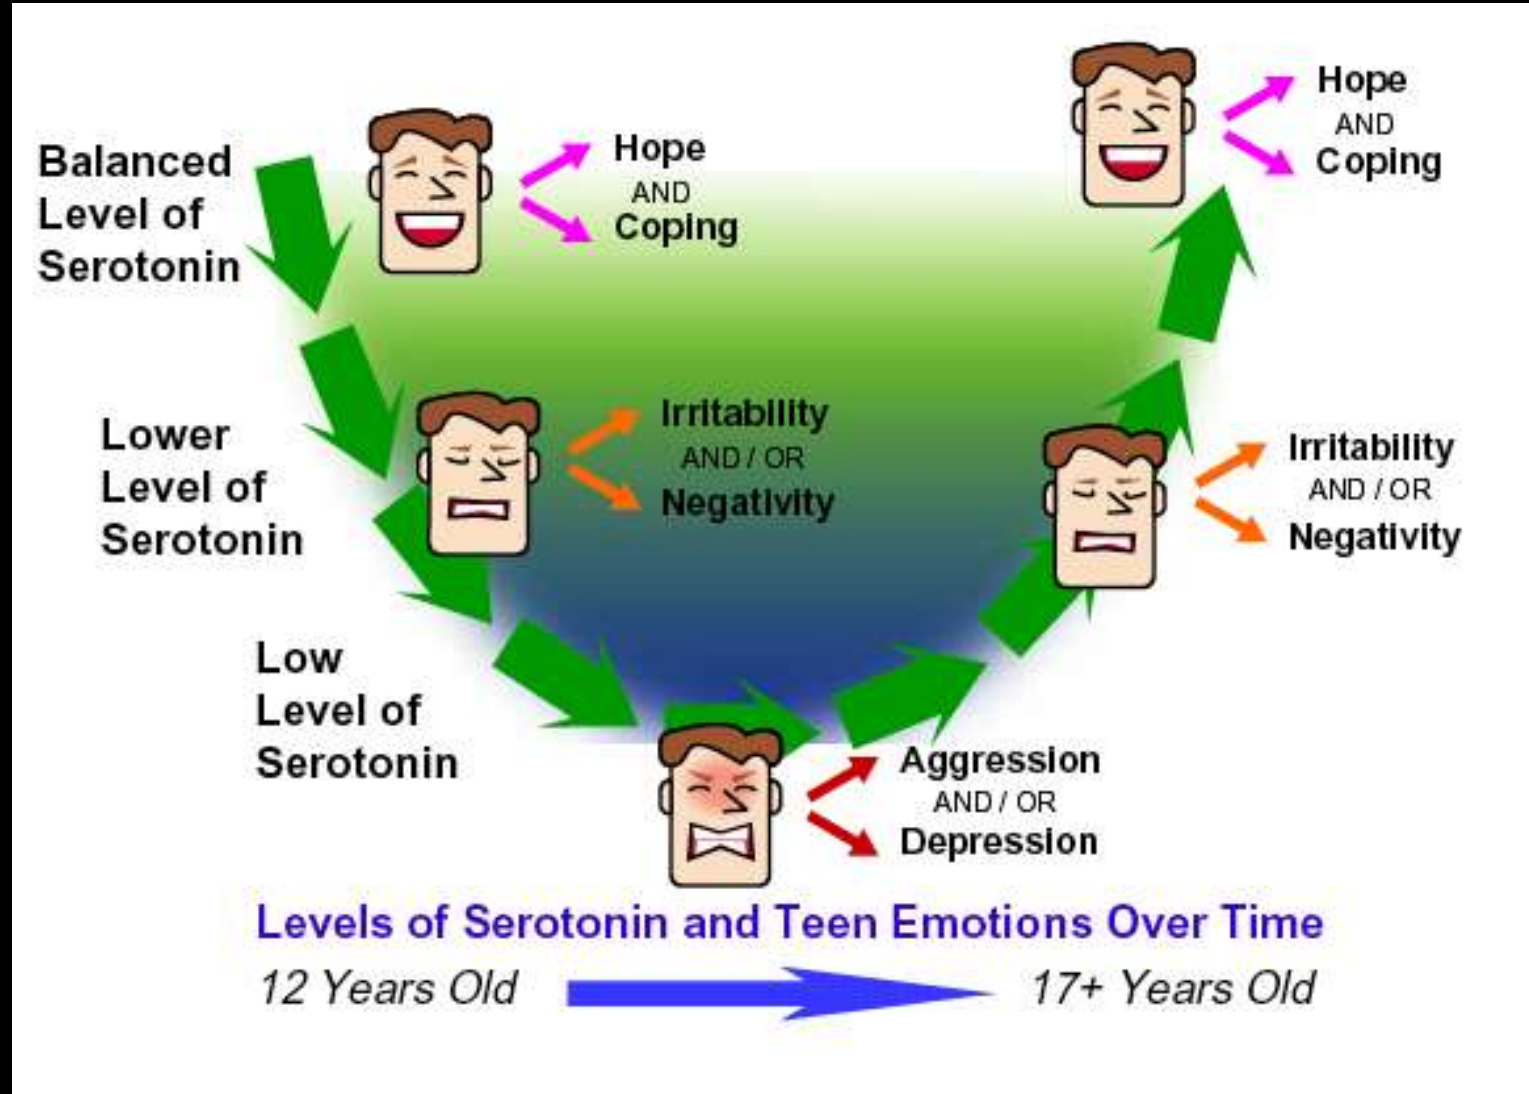 Balanced
Level of
Serotonin
Hope
AND
Coping
Hope
AND
Coping
Lower
Level of
Serotonin
Irritability
AND / OR
Negativity
Irritability
AND / OR
Negativity
Low
Level of
Serotonin
Aggression
AND / OR
Depression
Levels of Serotonin and Teen Emotions Over Time
12 Years Old
17+ Years Old